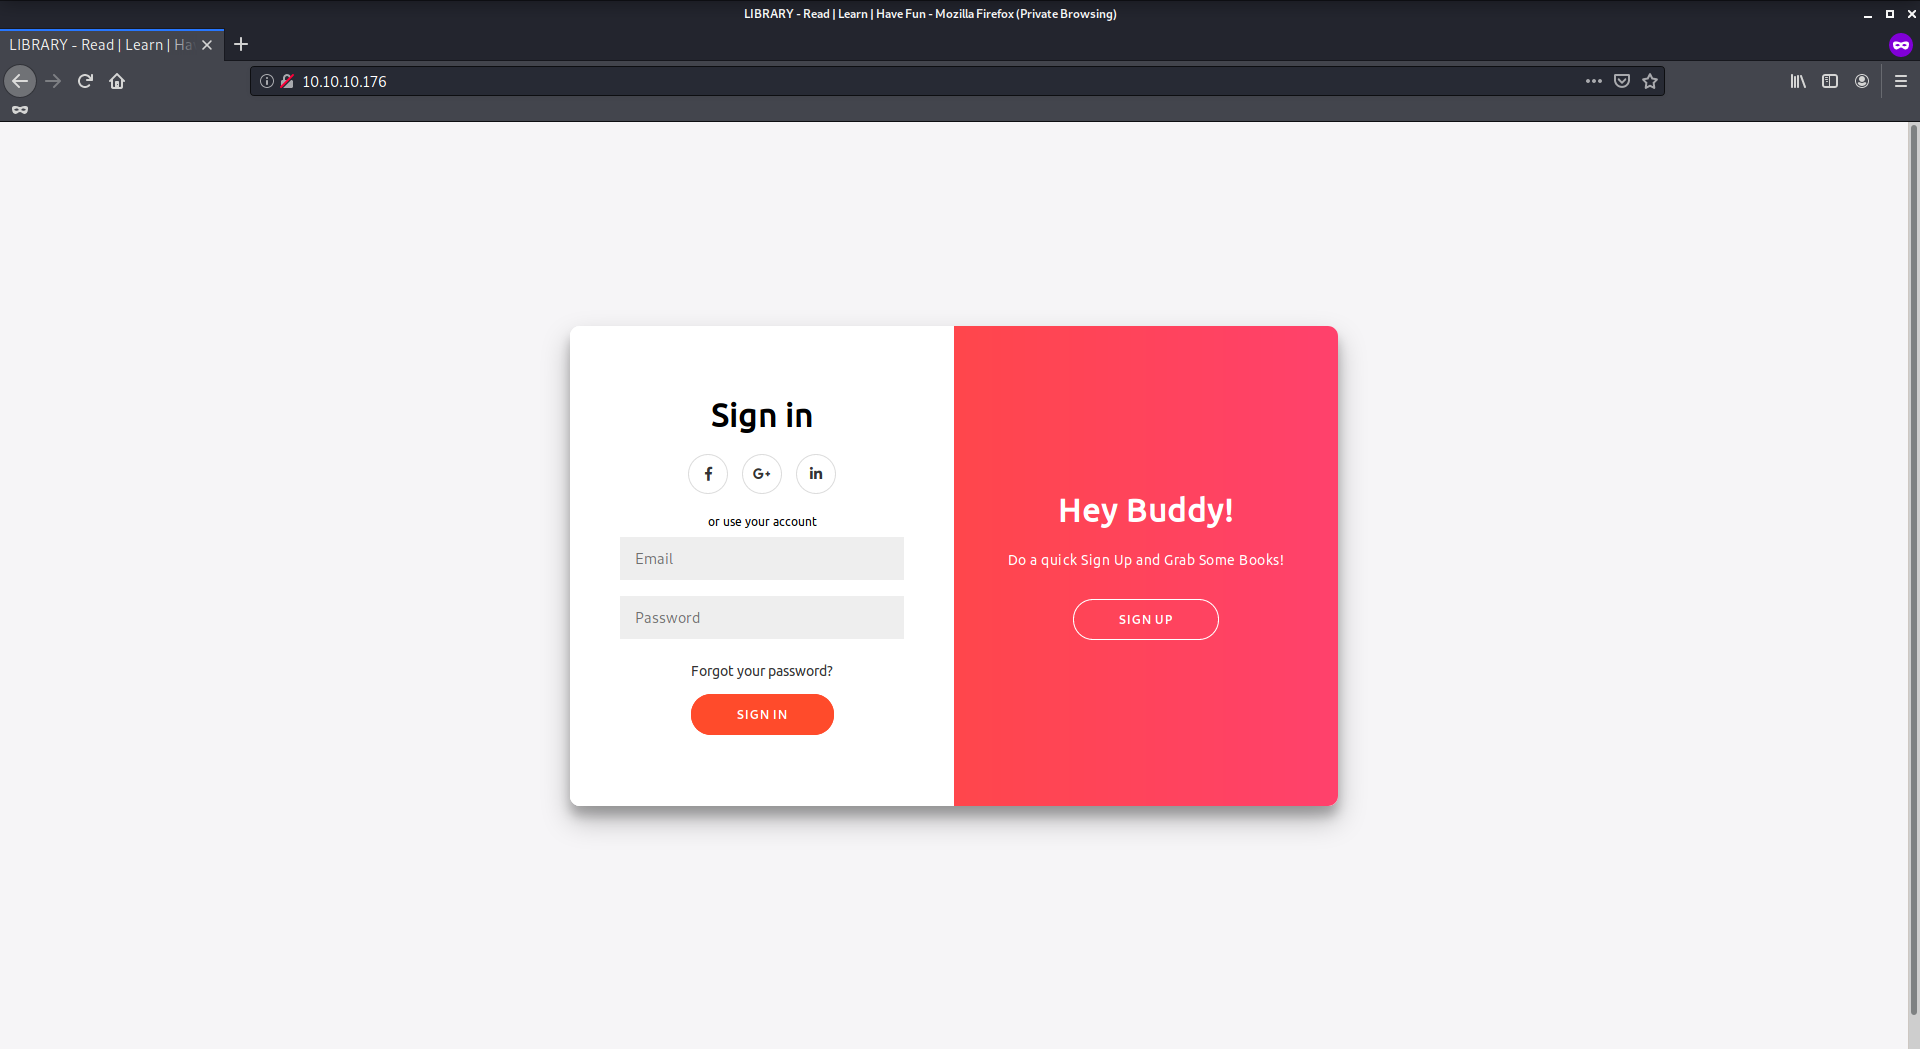 LIBRARY - Read | Learn | Have Fun - Mozilla Firefox (Private Browsing)
LIBRARY - Read | Learn | Ha
10.10.10.176
Sign in
f G+ in
or use your account
Email
Password
Forgot your password?
SIGN IN
Hey Buddy!
Do a quick Sign Up and Grab Some Books!
SIGN UP